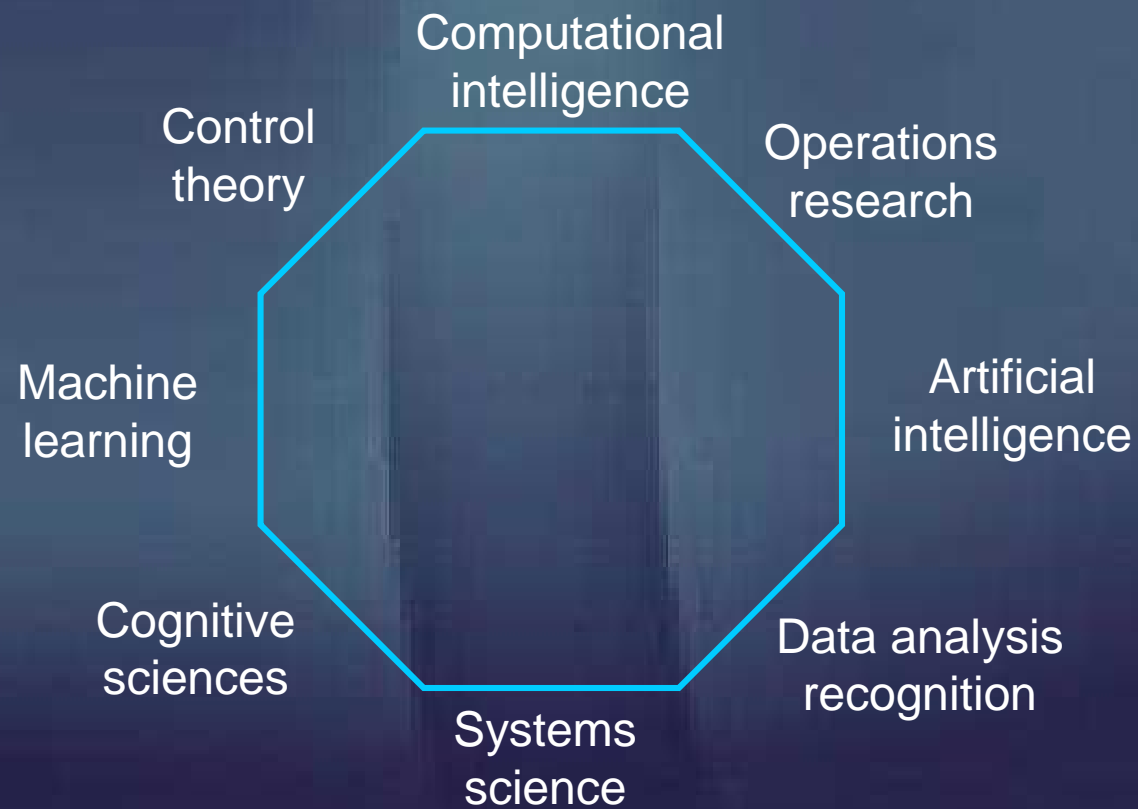 Computational
intelligence
Control
theory
Operations
research
Machine
learning
Artificial
intelligence
Cognitive
sciences
Data analysis
recognition
Systems
science